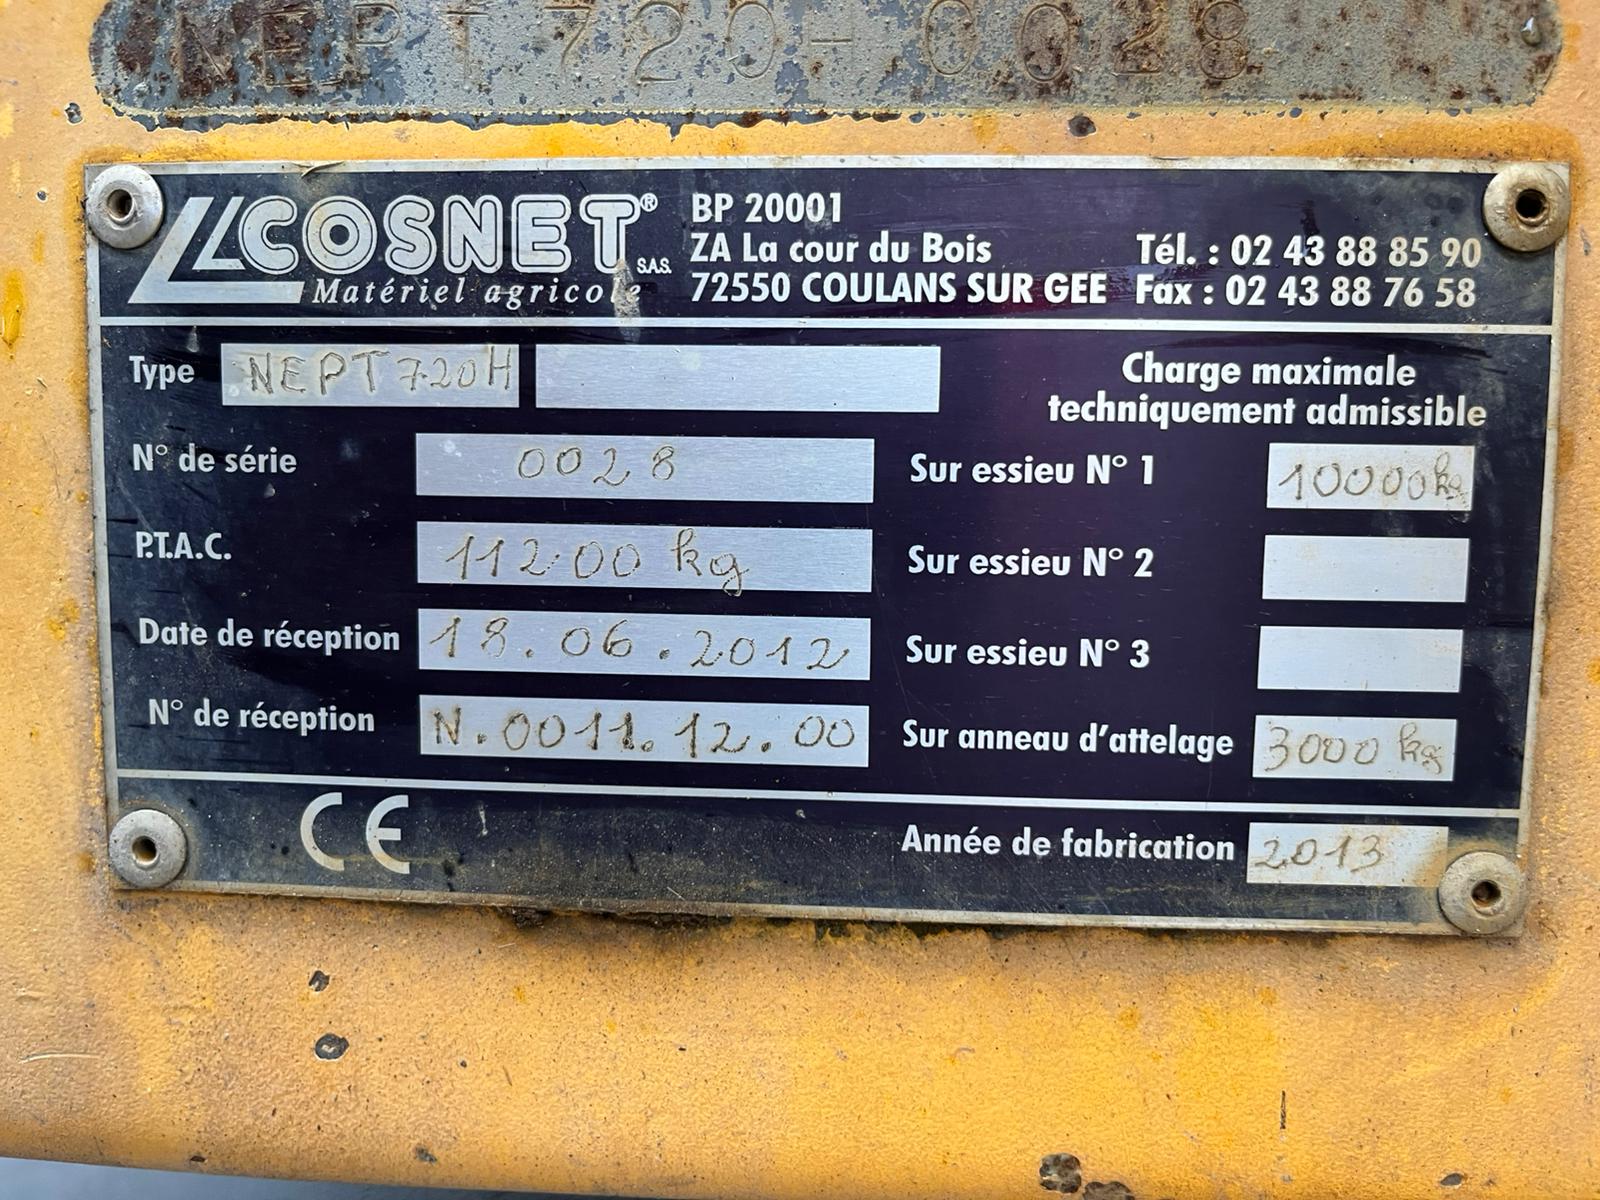 NEPT720-0028
COSNET® S.A.S.
Matériel agricole
BP 20001
ZA La cour du Bois
72550 COULANS SUR GEE
Tél. : 02 43 88 85 90
Fax : 02 43 88 76 58
Type NEPT720H
Charge maximale
techniquement admissible
N° de série 0028
Sur essieu N° 1 10000kg
P.T.A.C. 11200 kg
Sur essieu N° 2
Date de réception 18.06.2012
Sur essieu N° 3
N° de réception N.0011.12.00
Sur anneau d'attelage 3000 kg
CE
Année de fabrication 2013